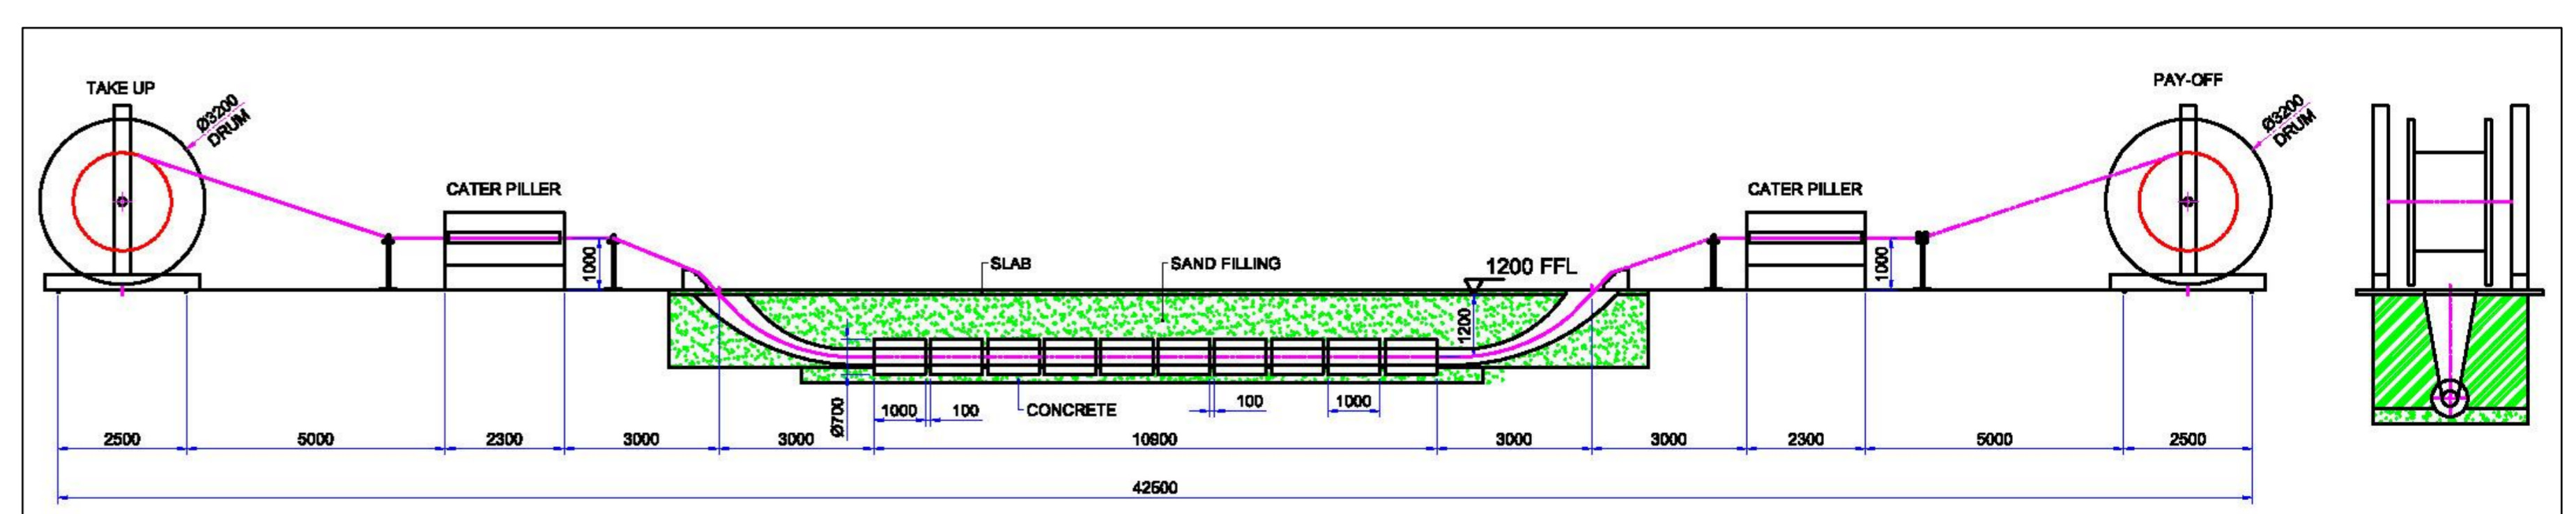 TAKE UP
Ø3200
DRUM
CATER PILLER
1000
SLAB
SAND FILLING
1200 FFL
1200
CATER PILLER
1000
PAY-OFF
Ø3200
DRUM
Ø700
1000
100
CONCRETE
100
1000
2500
5000
2300
3000
3000
10900
3000
3000
2300
5000
2500
42500